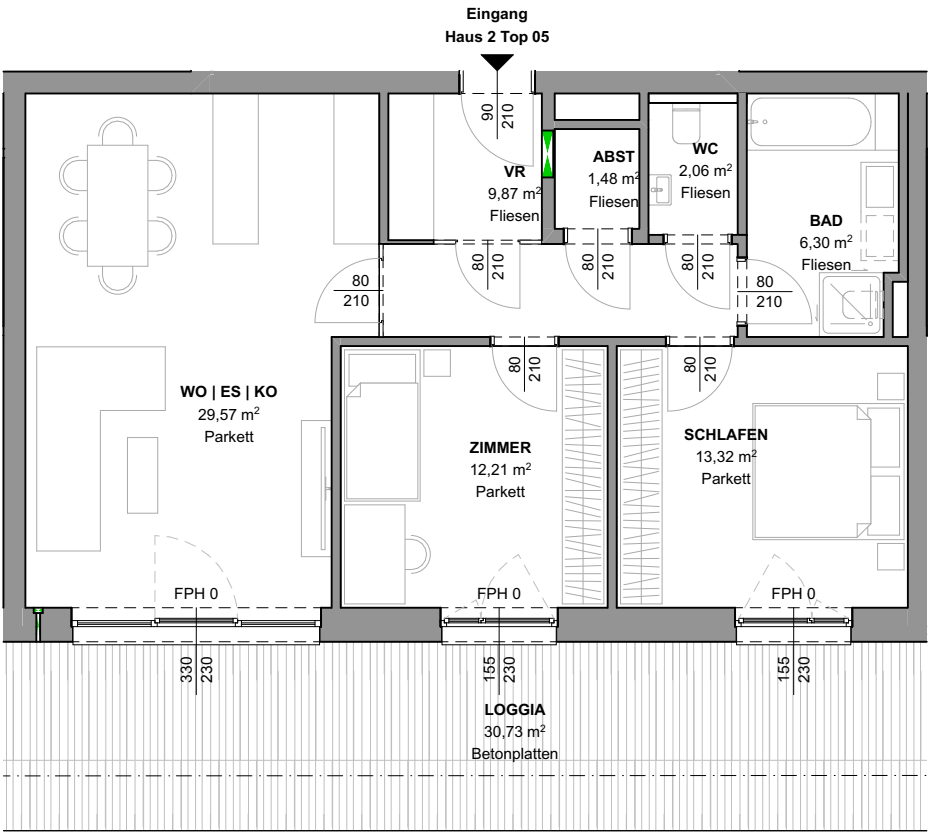 Eingang
Haus 2 Top 05
90
210
VR
9,87 m²
Fliesen
ABST
1,48 m²
Fliesen
WC
2,06 m²
Fliesen
BAD
6,30 m²
Fliesen
80
210
80
210
80
210
80
210
80
210
80
210
80
210
WO | ES | KO
29,57 m²
Parkett
ZIMMER
12,21 m²
Parkett
SCHLAFEN
13,32 m²
Parkett
FPH 0
FPH 0
FPH 0
330
230
155
230
155
230
LOGGIA
30,73 m²
Betonplatten